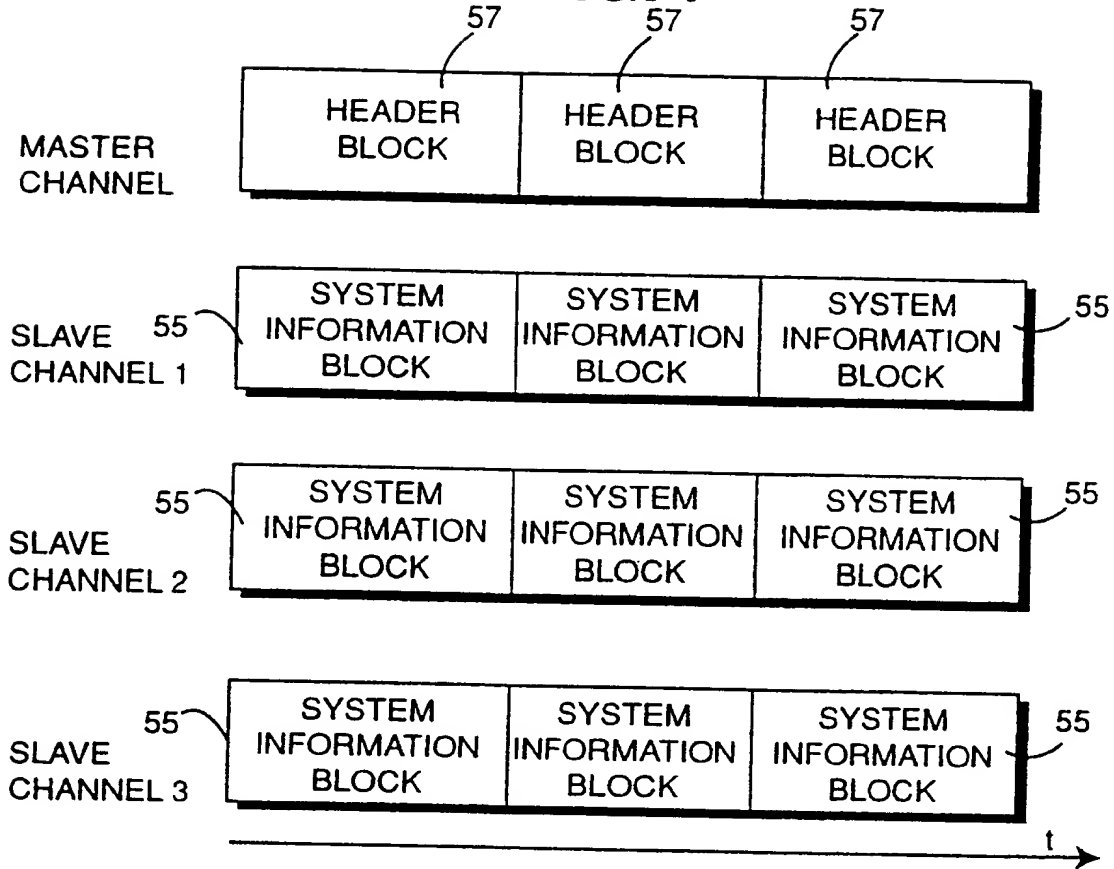 57 57 57
MASTER CHANNEL
HEADER BLOCK
HEADER BLOCK
HEADER BLOCK
SLAVE CHANNEL 1
55
SYSTEM INFORMATION BLOCK
SYSTEM INFORMATION BLOCK
SYSTEM INFORMATION BLOCK
55
SLAVE CHANNEL 2
55
SYSTEM INFORMATION BLOCK
SYSTEM INFORMATION BLOCK
SYSTEM INFORMATION BLOCK
55
SLAVE CHANNEL 3
55
SYSTEM INFORMATION BLOCK
SYSTEM INFORMATION BLOCK
SYSTEM INFORMATION BLOCK
55
t